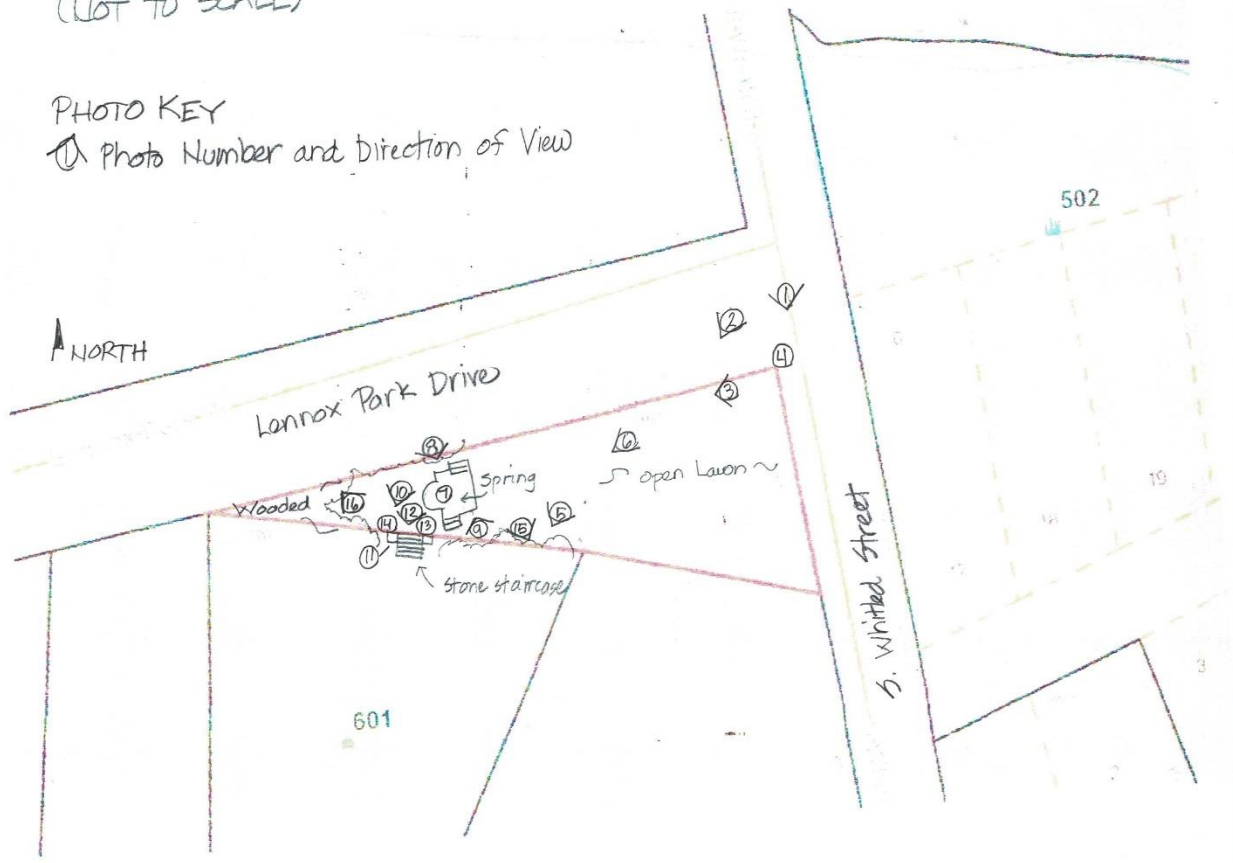 (NOT TO SCALE)
PHOTO KEY
① Photo Number and Direction of View
502
NORTH
①
②
④
③
Lennox Park Drive
⑥
Open Lawn
⑧
Spring
⑦
⑩
Wooded
⑯
⑫
⑤
⑭
⑬
⑨
⑮
⑪
Stone staircase
S. Whitted Street
19
18
3
601